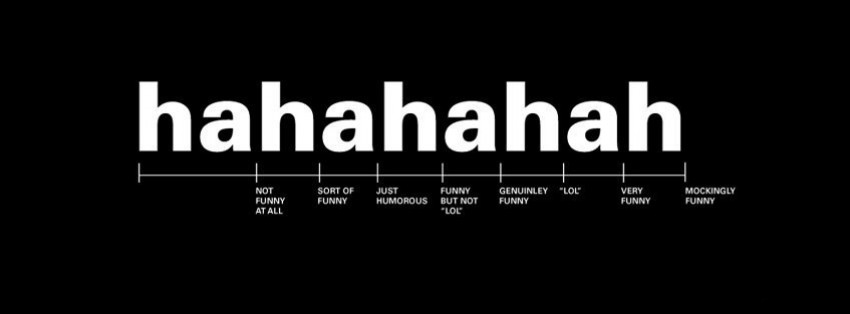 hahahahah
NOT
FUNNY
AT ALL
SORT OF
FUNNY
JUST
HUMOROUS
FUNNY
BUT NOT
"LOL"
GENUINLEY
FUNNY
"LOL"
VERY
FUNNY
MOCKINGLY
FUNNY